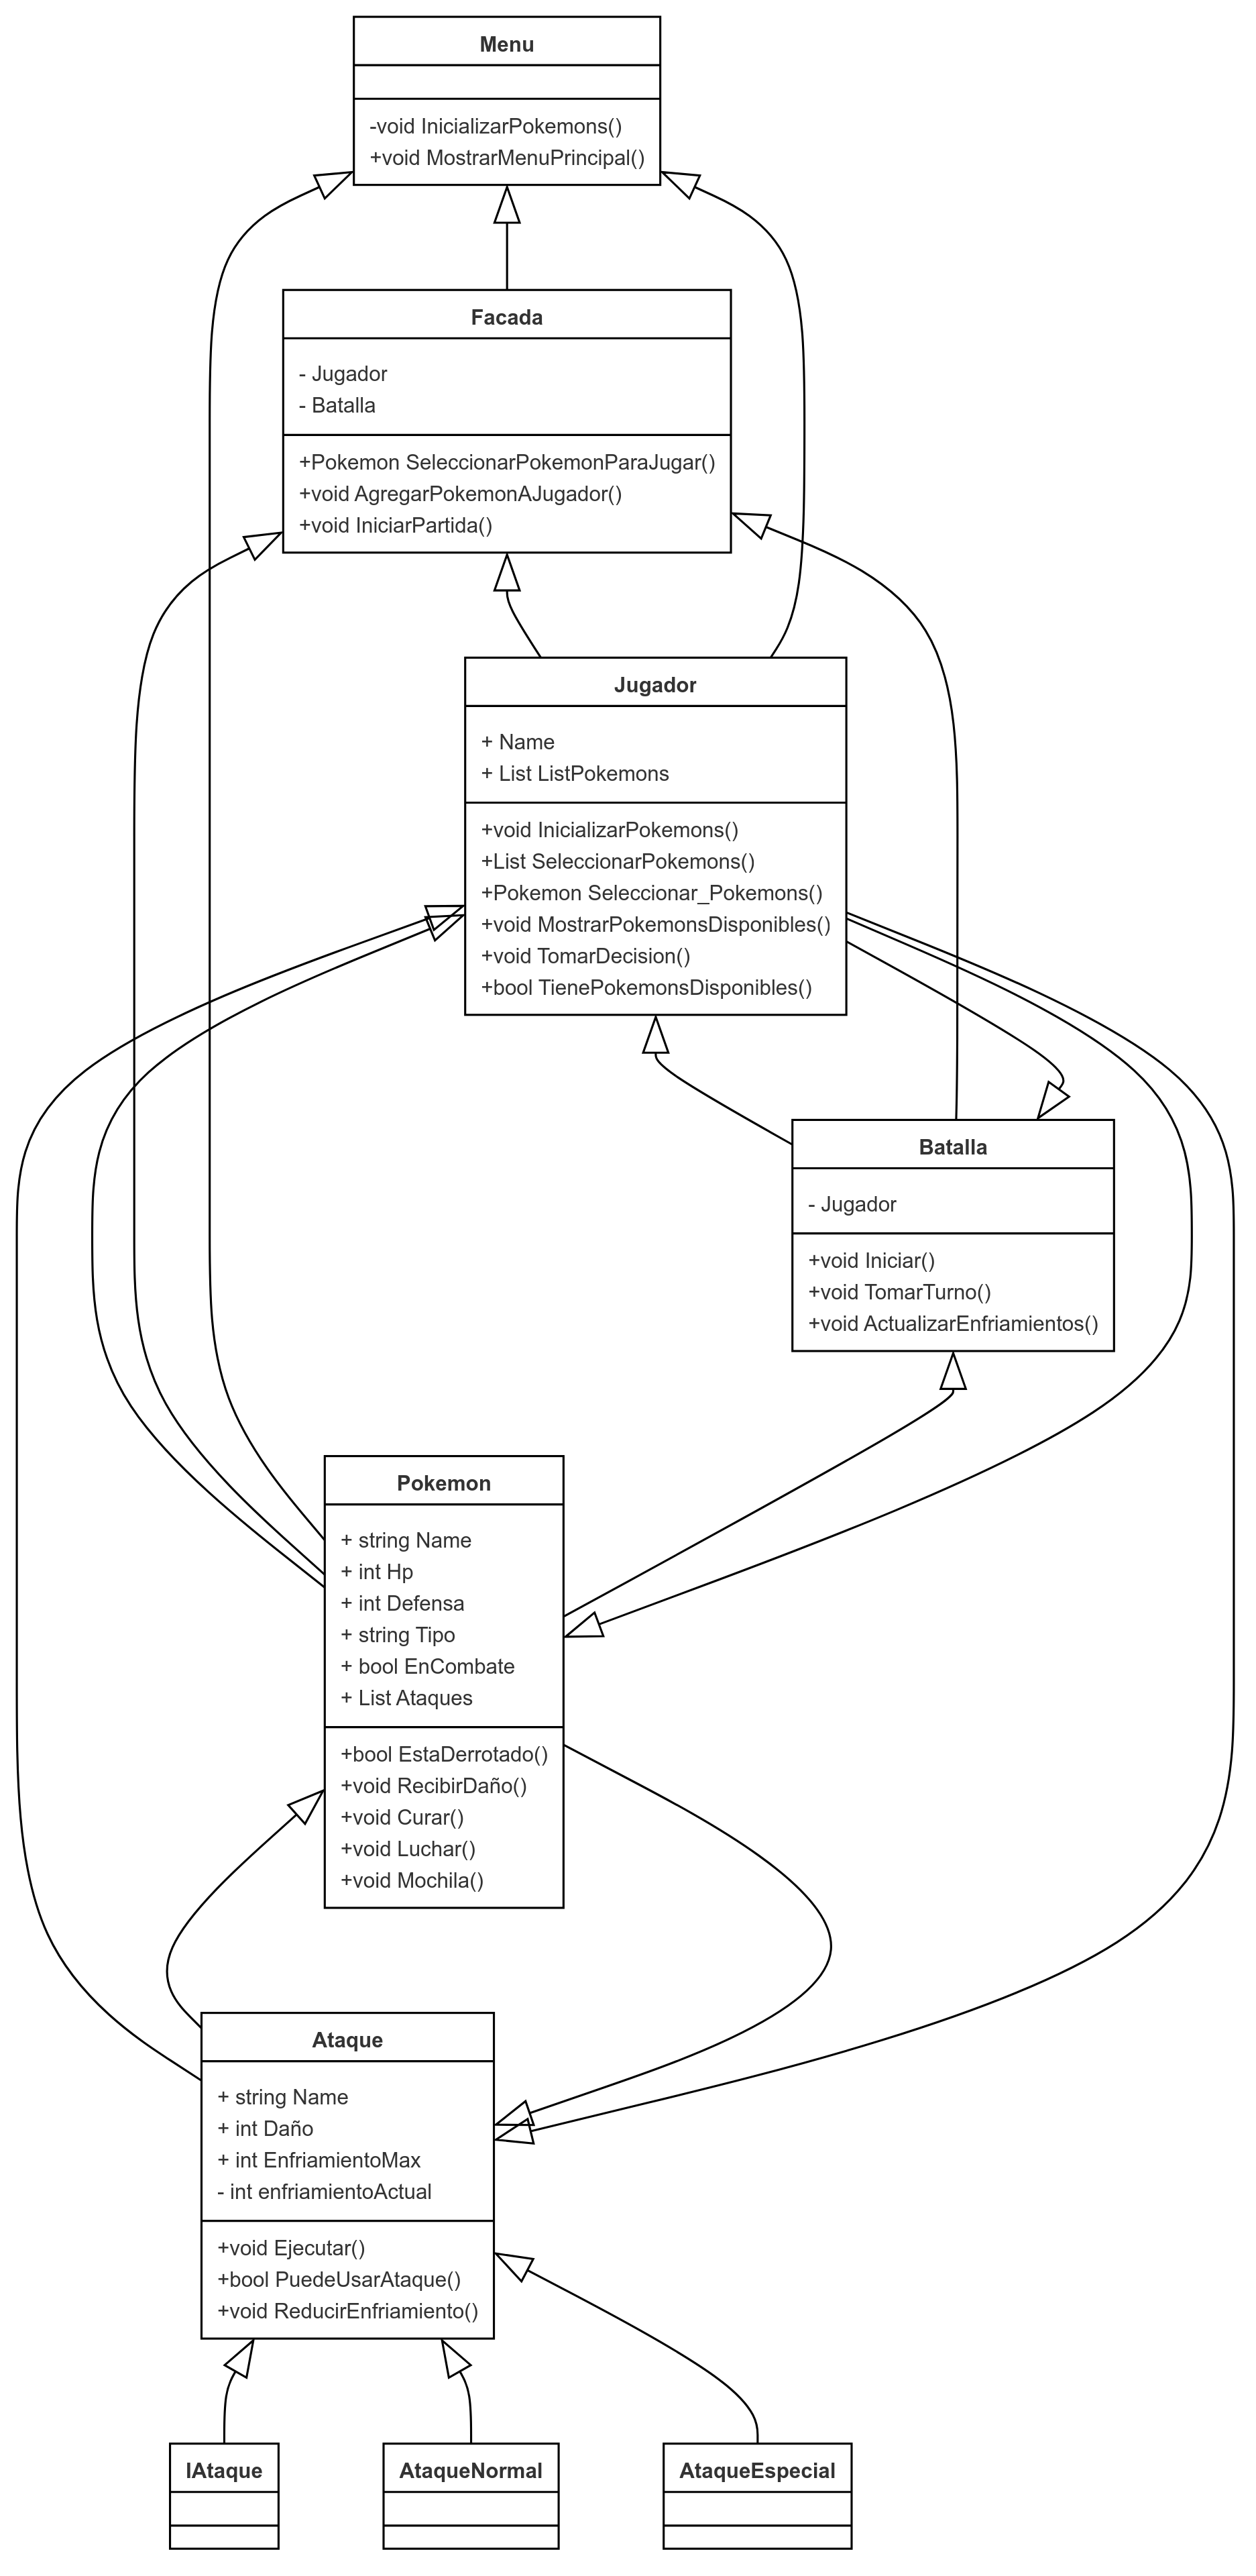 Menu
-void InicializarPokemons()
+void MostrarMenuPrincipal()
Facada
- Jugador
- Batalla
+Pokemon SeleccionarPokemonParaJugar()
+void AgregarPokemonAJugador()
+void IniciarPartida()
Jugador
+ Name
+ List ListPokemons
+void InicializarPokemons()
+List SeleccionarPokemons()
+Pokemon Seleccionar_Pokemons()
+void MostrarPokemonsDisponibles()
+void TomarDecision()
+bool TienePokemonsDisponibles()
Batalla
- Jugador
+void Iniciar()
+void TomarTurno()
+void ActualizarEnfriamientos()
Pokemon
+ string Name
+ int Hp
+ int Defensa
+ string Tipo
+ bool EnCombate
+ List Ataques
+bool EstaDerrotado()
+void RecibirDaño()
+void Curar()
+void Luchar()
+void Mochila()
Ataque
+ string Name
+ int Daño
+ int EnfriamientoMax
- int enfriamientoActual
+void Ejecutar()
+bool PuedeUsarAtaque()
+void ReducirEnfriamiento()
IAtaque
AtaqueNormal
AtaqueEspecial